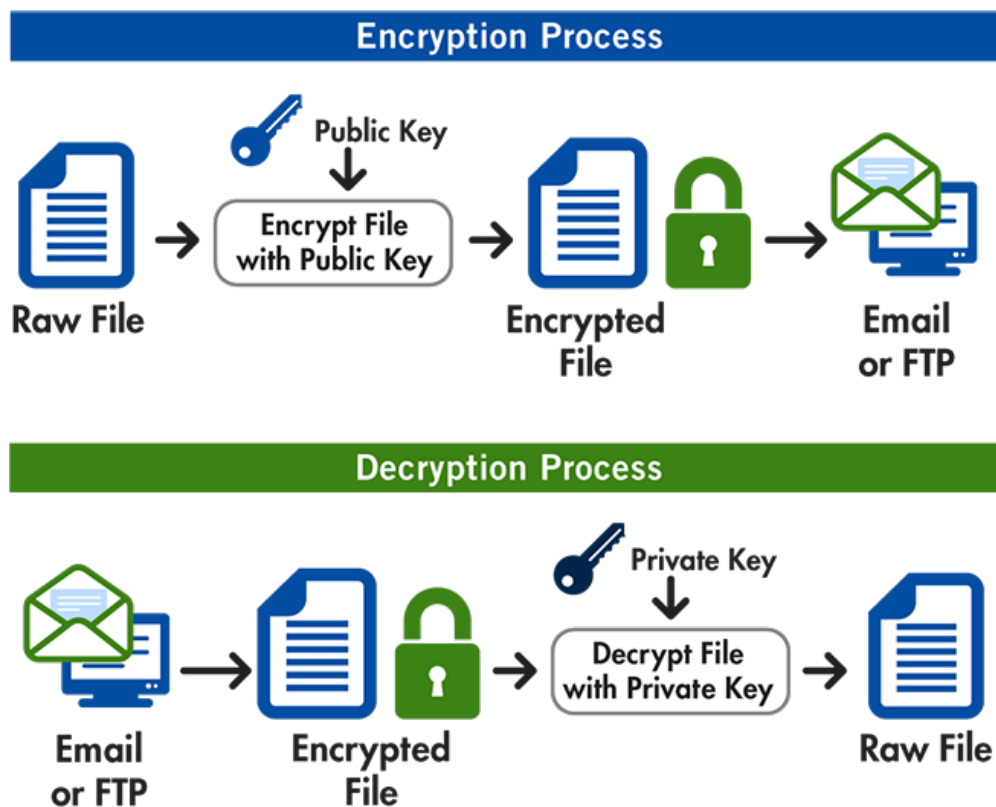 Encryption Process
Public Key
Encrypt File
with Public Key
Raw File
Encrypted
File
Email
or FTP
Decryption Process
Private Key
Decrypt File
with Private Key
Email
or FTP
Encrypted
File
Raw File